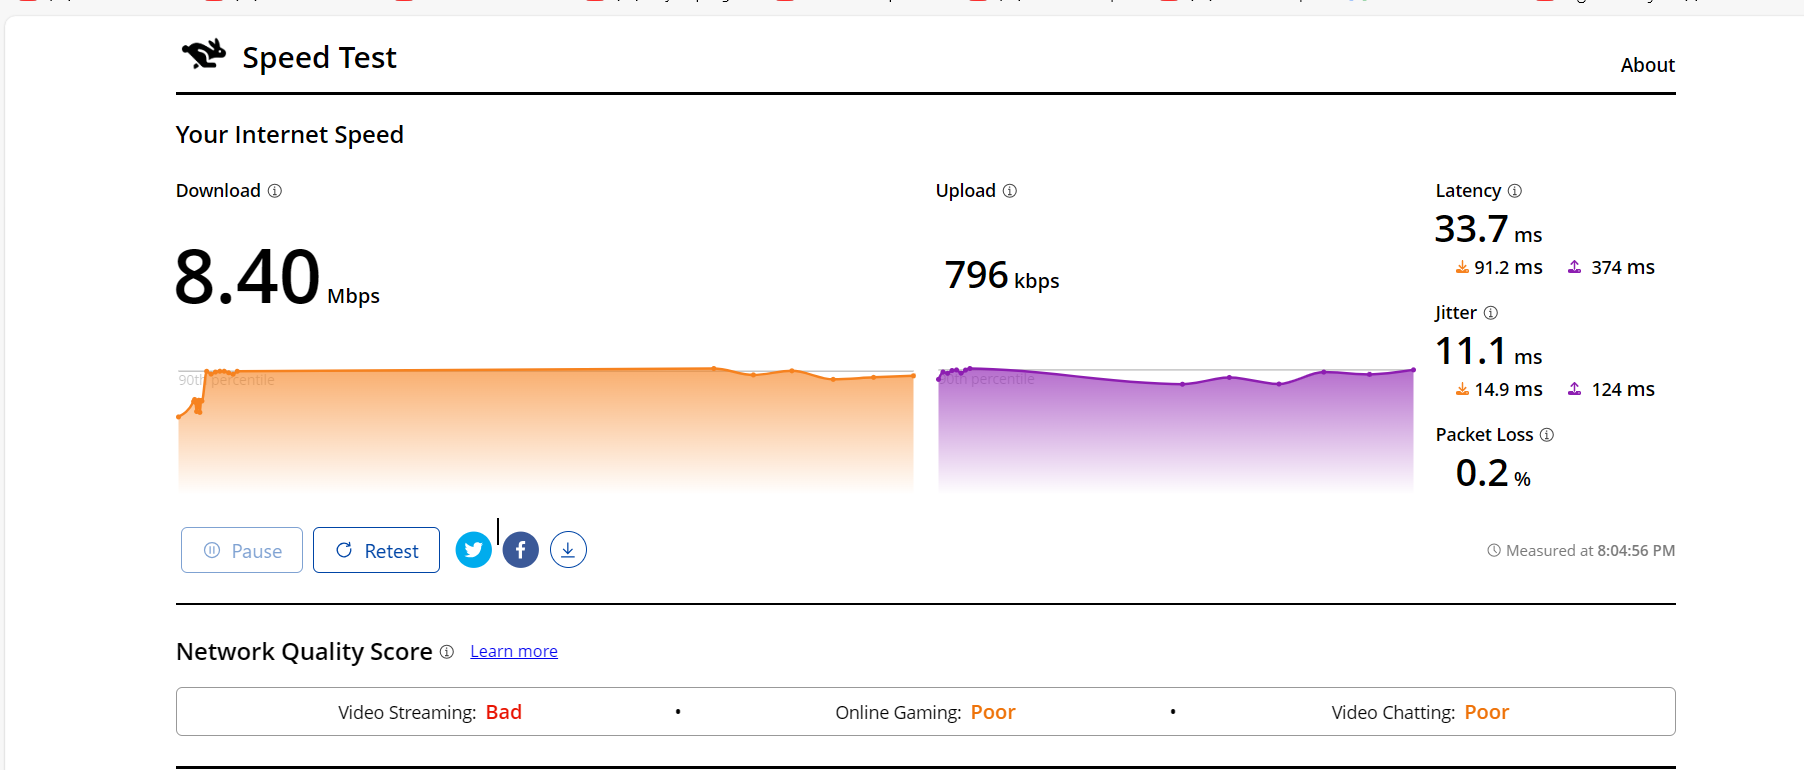 Speed Test
About
Your Internet Speed
Download
8.40 Mbps
90th percentile
Upload
796 kbps
90th percentile
Latency
33.7 ms
91.2 ms 374 ms
Jitter
11.1 ms
14.9 ms 124 ms
Packet Loss
0.2 %
Pause
Retest
Measured at 8:04:56 PM
Network Quality Score Learn more
Video Streaming: Bad • Online Gaming: Poor • Video Chatting: Poor